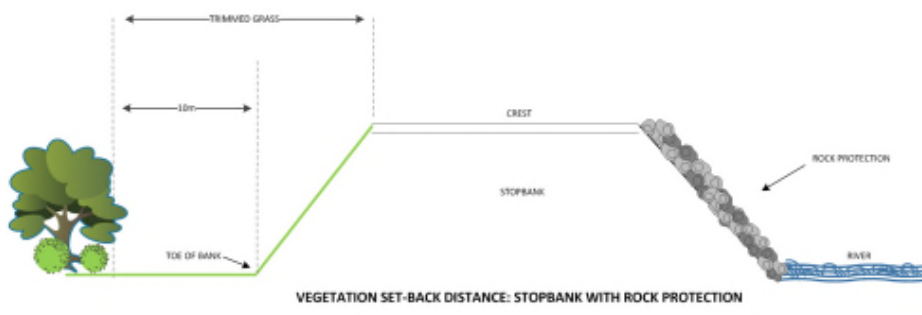 TRIMMED GRASS
10m
CREST
ROCK PROTECTION
STOPBANK
TOE OF BANK
RIVER
VEGETATION SET-BACK DISTANCE: STOPBANK WITH ROCK PROTECTION